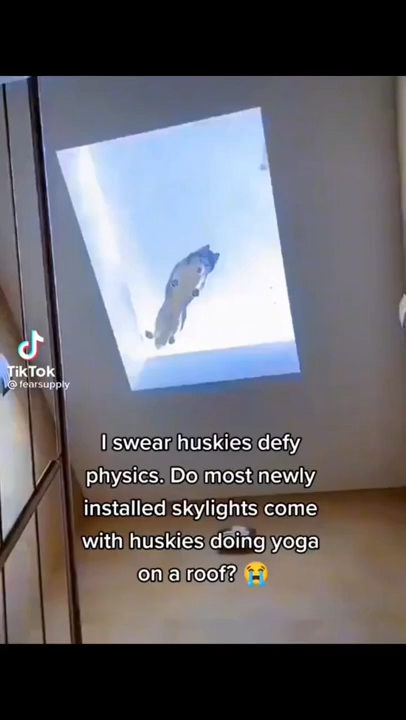 TikTok
@fearsupply
I swear huskies defy
physics. Do most newly
installed skylights come
with huskies doing yoga
on a roof? 😭